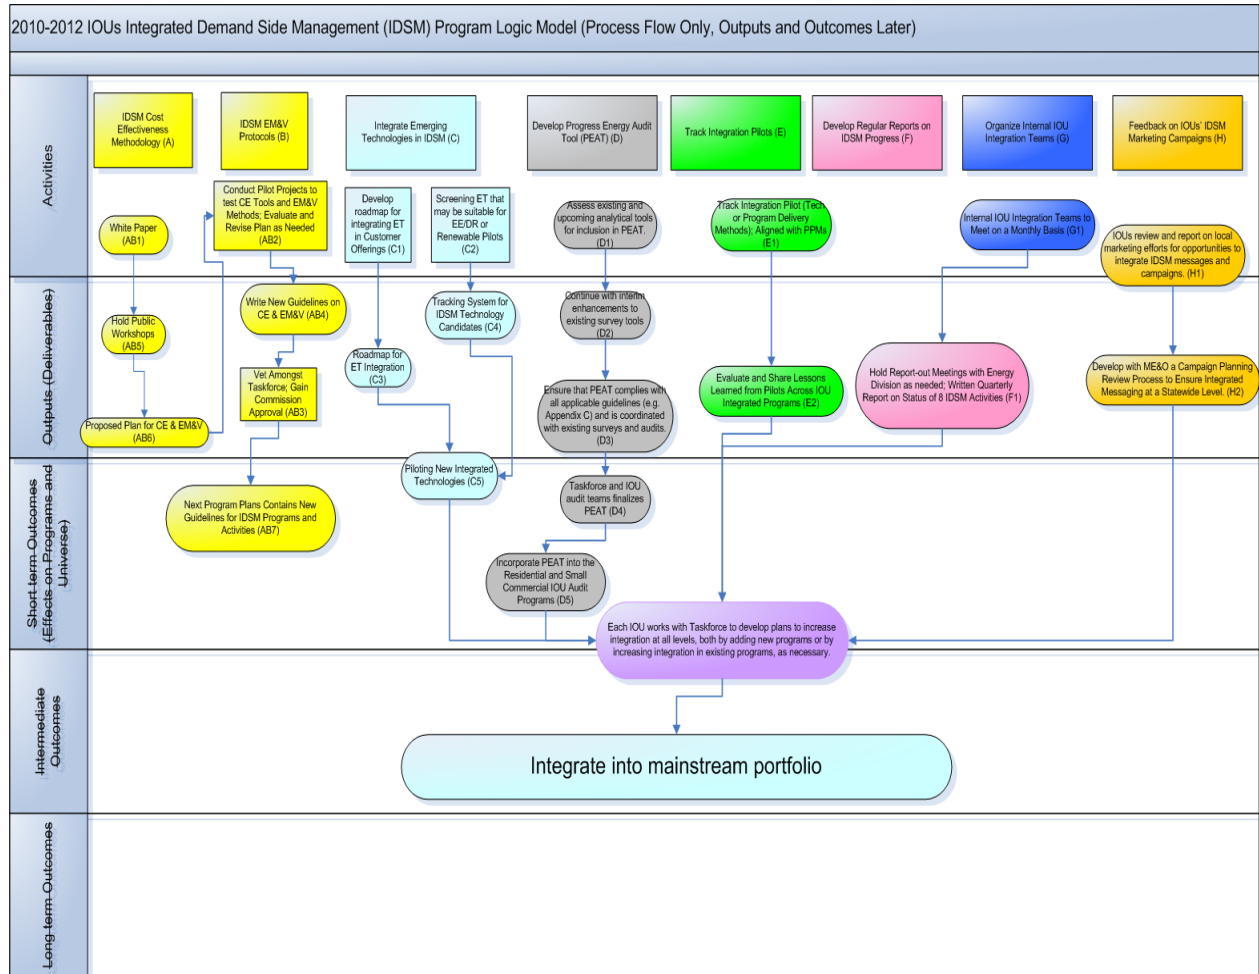 2010-2012 IOUs Integrated Demand Side Management (IDSM) Program Logic Model (Process Flow Only, Outputs and Outcomes Later)
Activities
IDSM Cost
Effectiveness
Methodology (A)
IDSM EM&V
Protocols (B)
Integrate Emerging
Technologies in IDSM (C)
Develop Progress Energy Audit
Tool (PEAT) (D)
Track Integration Pilots (E)
Develop Regular Reports on
IDSM Progress (F)
Organize Internal IOU
Integration Teams (G)
Feedback on IOUs' IDSM
Marketing Campaigns (H)
White Paper
(AB1)
Conduct Pilot Projects to
test CE Tools and EM&V
Methods; Evaluate and
Revise Plan as Needed
(AB2)
Develop
roadmap for
integrating ET
in Customer
Offerings (C1)
Screening ET that
may be suitable for
EE/DR or
Renewable Pilots
(C2)
Assess existing and
upcoming analytical tools
for inclusion in PEAT.
(D1)
Track Integration Pilot (Tech
or Program Delivery
Methods); Aligned with PPMs
(E1)
Internal IOU Integration Teams to
Meet on a Monthly Basis (G1)
IOUs review and report on local
marketing efforts for opportunities to
integrate IDSM messages and
campaigns. (H1)
Outputs (Deliverables)
Hold Public
Workshops
(AB5)
Write New Guidelines on
CE & EM&V (AB4)
Tracking System for
IDSM Technology
Candidates (C4)
Continue with interim
enhancements to
existing survey tools
(D2)
Roadmap for
ET Integration
(C3)
Vet Amongst
Taskforce; Gain
Commission
Approval (AB3)
Ensure that PEAT complies with
all applicable guidelines (e.g.
Appendix C) and is coordinated
with existing surveys and audits.
(D3)
Evaluate and Share Lessons
Learned from Pilots Across IOU
Integrated Programs (E2)
Hold Report-out Meetings with Energy
Division as needed; Written Quarterly
Report on Status of 8 IDSM Activities (F1)
Develop with ME&O a Campaign Planning
Review Process to Ensure Integrated
Messaging at a Statewide Level. (H2)
Proposed Plan for CE & EM&V
(AB6)
Short term Outcomes
(Effects on Programs and
Universe)
Piloting New Integrated
Technologies (C5)
Next Program Plans Contains New
Guidelines for IDSM Programs and
Activities (AB7)
Taskforce and IOU
audit teams finalizes
PEAT (D4)
Incorporate PEAT into the
Residential and Small
Commercial IOU Audit
Programs (D5)
Each IOU works with Taskforce to develop plans to increase
integration at all levels, both by adding new programs or by
increasing integration in existing programs, as necessary.
Intermediate
Outcomes
Integrate into mainstream portfolio
Long term Outcomes